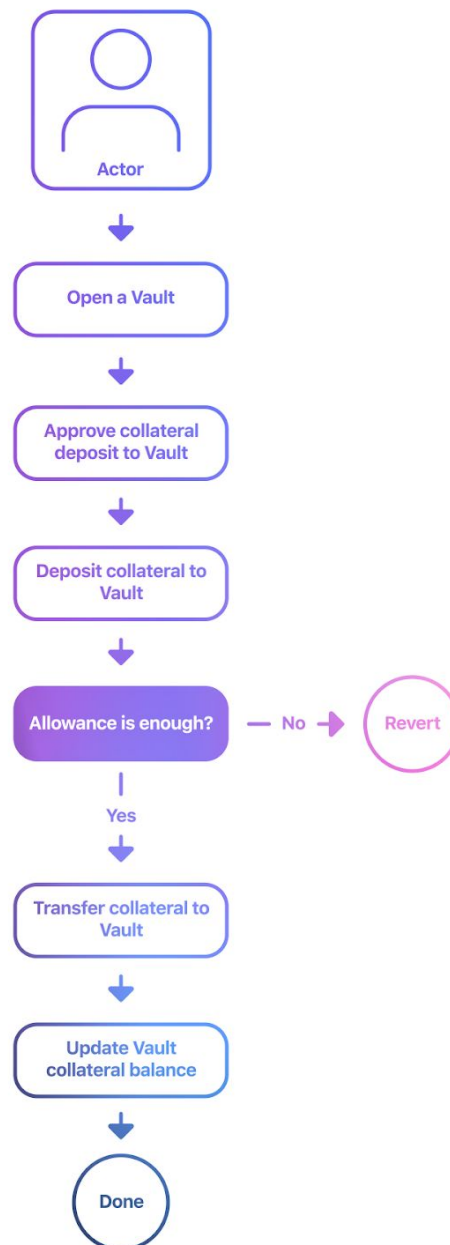 Actor
Open a Vault
Approve collateral
deposit to Vault
Deposit collateral to
Vault
Allowance is enough?
No
Revert
Yes
Transfer collateral to
Vault
Update Vault
collateral balance
Done